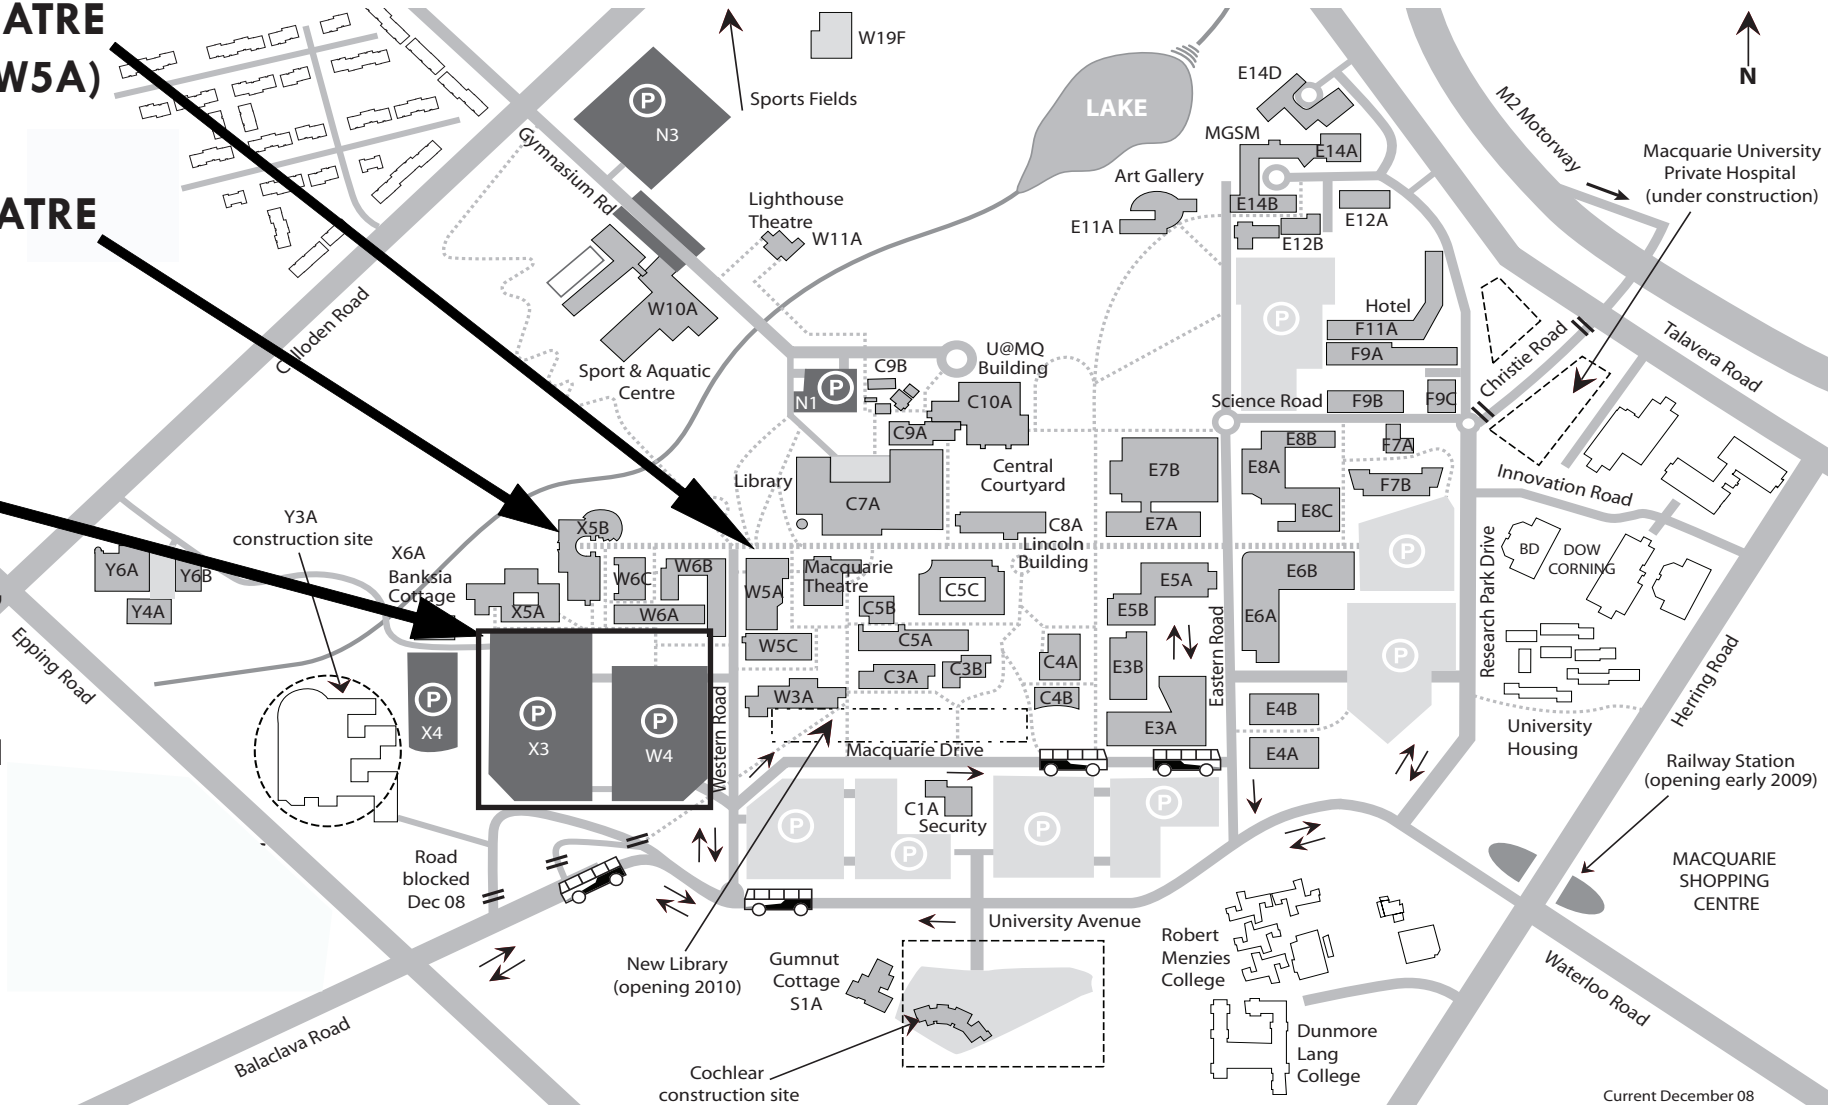 ATRE
W5A)
ATRE
W19F
P
N3
Sports Fields
Gymnasium Rd
Lighthouse
Theatre
W11A
LAKE
E14D
MGSM
E14A
Art Gallery
E14B
E12A
E11A
E12B
M2 Motorway
N
Macquarie University
Private Hospital
(under construction)
Culloden Road
W10A
Sport & Aquatic
Centre
P
Hotel
F11A
F9A
Christie Road
Talavera Road
U@MQ
Building
C9B
P
N1
C10A
C9A
Science Road
F9B
F9C
E8B
F7A
E8A
F7B
E8C
Innovation Road
Library
C7A
Central
Courtyard
E7B
C8A
E7A
Lincoln
Building
P
Research Park Drive
BD
DOW
CORNING
Y3A
construction site
X6A
Banksia
Cottage
X5B
Y6A
Y6B
Y4A
X5A
W6C
W6B
W6A
W5A
Macquarie
Theatre
C5B
C5C
C5A
E5A
E5B
E6B
E6A
Eastern Road
W5C
C3A
C3B
C4A
C4B
E3B
E3A
W3A
P
Epping Road
P
X4
P
X3
P
W4
Western Road
Macquarie Drive
E4B
E4A
University
Housing
Herring Road
C1A
Security
P
P
P
P
Railway Station
(opening early 2009)
Road
blocked
Dec 08
MACQUARIE
SHOPPING
CENTRE
University Avenue
New Library
(opening 2010)
Gumnut
Cottage
S1A
Robert
Menzies
College
Waterloo Road
Balaclava Road
Cochlear
construction site
Dunmore
Lang
College
Current December 08